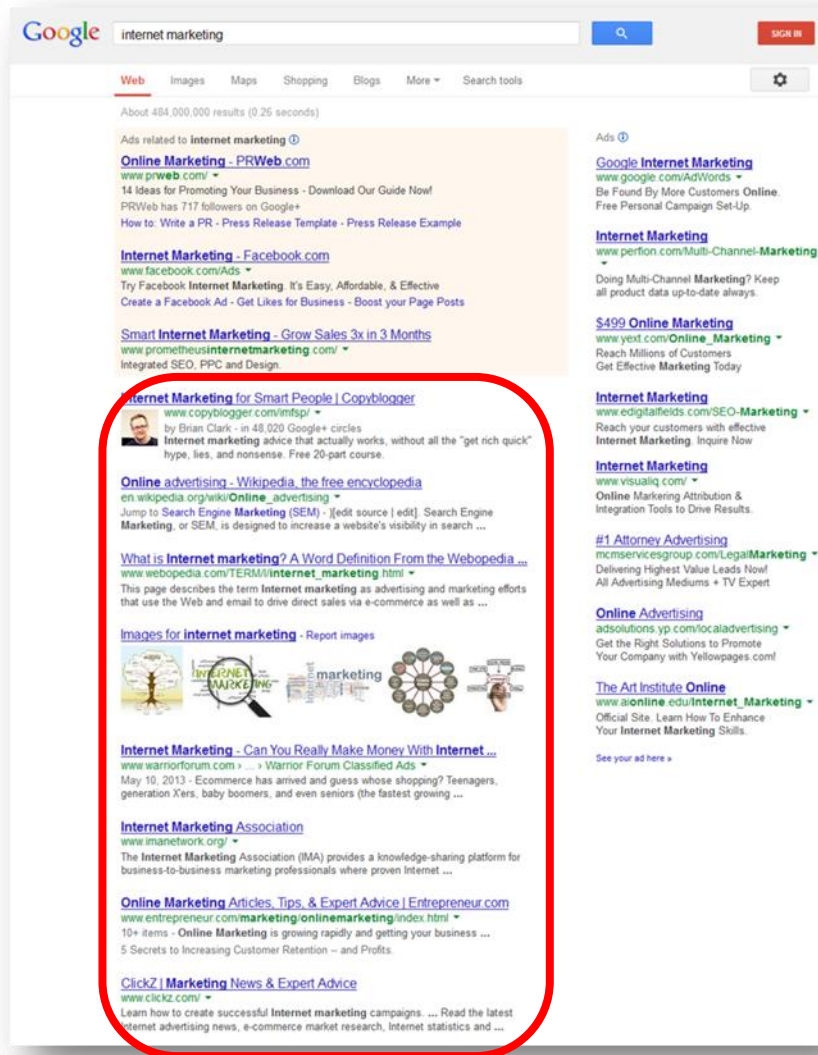 Google
internet marketing
SIGN IN
Web Images Maps Shopping Blogs More Search tools
About 484,000,000 results (0.26 seconds)
Ads related to internet marketing
Online Marketing - PRWeb.com
www.prweb.com/
14 Ideas for Promoting Your Business - Download Our Guide Now!
PRWeb has 717 followers on Google+
How to: Write a PR - Press Release Template - Press Release Example
Internet Marketing - Facebook.com
www.facebook.com/Ads
Try Facebook Internet Marketing. It's Easy, Affordable, & Effective
Create a Facebook Ad - Get Likes for Business - Boost your Page Posts
Smart Internet Marketing - Grow Sales 3x in 3 Months
www.prometheusinternetmarketing.com/
Integrated SEO, PPC and Design.
Internet Marketing for Smart People | Copyblogger
www.copyblogger.com/imfsp/
by Brian Clark - in 48,020 Google+ circles
Internet marketing advice that actually works, without all the "get rich quick"
hype, lies, and nonsense. Free 20-part course.
Online advertising - Wikipedia, the free encyclopedia
en.wikipedia.org/wiki/Online_advertising
Jump to Search Engine Marketing (SEM) - )[edit source | edit]. Search Engine
Marketing, or SEM, is designed to increase a website's visibility in search ...
What is Internet marketing? A Word Definition From the Webopedia ...
www.webopedia.com/TERM/I/internet_marketing.html
This page describes the term Internet marketing as advertising and marketing efforts
that use the Web and email to drive direct sales via e-commerce as well as ...
Images for internet marketing - Report images
INTERNET
MARKETING
Internet marketing
Internet Marketing - Can You Really Make Money With Internet ...
www.warriorforum.com › ... › Warrior Forum Classified Ads
May 10, 2013 - Ecommerce has arrived and guess whose shopping? Teenagers,
generation X'ers, baby boomers, and even seniors (the fastest growing ...
Internet Marketing Association
www.imanetwork.org/
The Internet Marketing Association (IMA) provides a knowledge-sharing platform for
business-to-business marketing professionals where proven Internet ...
Online Marketing Articles, Tips, & Expert Advice | Entrepreneur.com
www.entrepreneur.com/marketing/onlinemarketing/index.html
10+ items - Online Marketing is growing rapidly and getting your business ...
5 Secrets to Increasing Customer Retention -- and Profits.
ClickZ | Marketing News & Expert Advice
www.clickz.com/
Learn how to create successful Internet marketing campaigns. ... Read the latest
Internet advertising news, e-commerce market research, Internet statistics and ...
Ads
Google Internet Marketing
www.google.com/AdWords
Be Found By More Customers Online.
Free Personal Campaign Set-Up.
Internet Marketing
www.perfion.com/Multi-Channel-Marketing
Doing Multi-Channel Marketing? Keep
all product data up-to-date always.
$499 Online Marketing
www.yext.com/Online_Marketing
Reach Millions of Customers
Get Effective Marketing Today
Internet Marketing
www.edigitalfields.com/SEO-Marketing
Reach your customers with effective
Internet Marketing. Inquire Now
Internet Marketing
www.visualiq.com/
Online Markering Attribution &
Integration Tools to Drive Results.
#1 Attorney Advertising
mcmservicesgroup.com/LegalMarketing
Delivering Highest Value Leads Now!
All Advertising Mediums + TV Expert
Online Advertising
adsolutions.yp.com/localadvertising
Get the Right Solutions to Promote
Your Company with Yellowpages.com!
The Art Institute Online
www.aionline.edu/Internet_Marketing
Official Site. Learn How To Enhance
Your Internet Marketing Skills.
See your ad here »